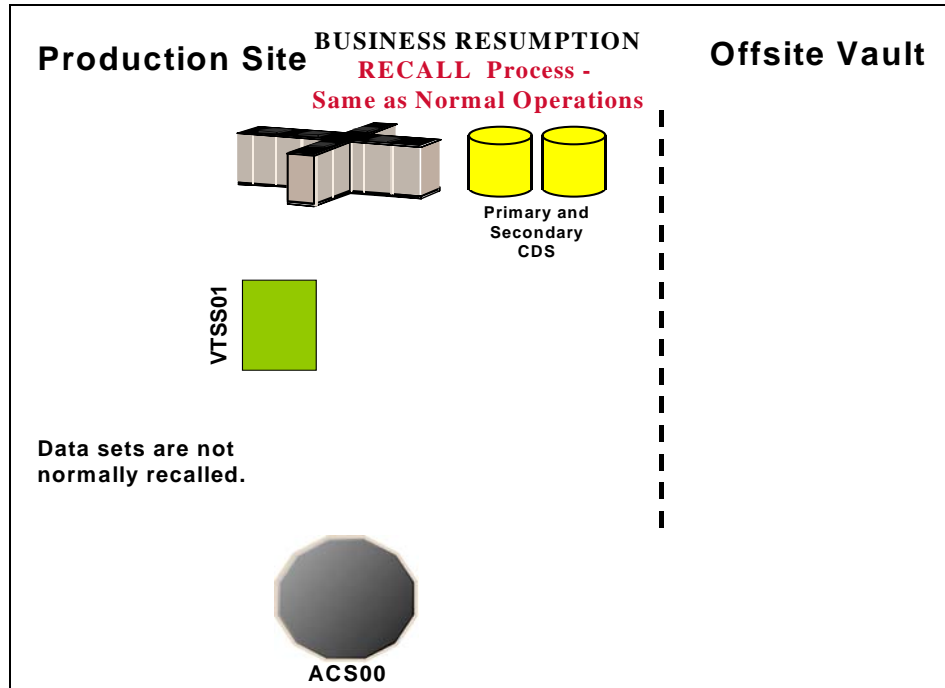 Production Site
BUSINESS RESUMPTION
RECALL Process -
Same as Normal Operations
Offsite Vault
Primary and
Secondary
CDS
VTSS01
Data sets are not
normally recalled.
ACS00